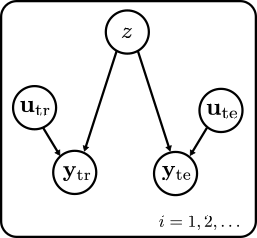 z
u_tr u_te
y_tr y_te
i = 1, 2, ...